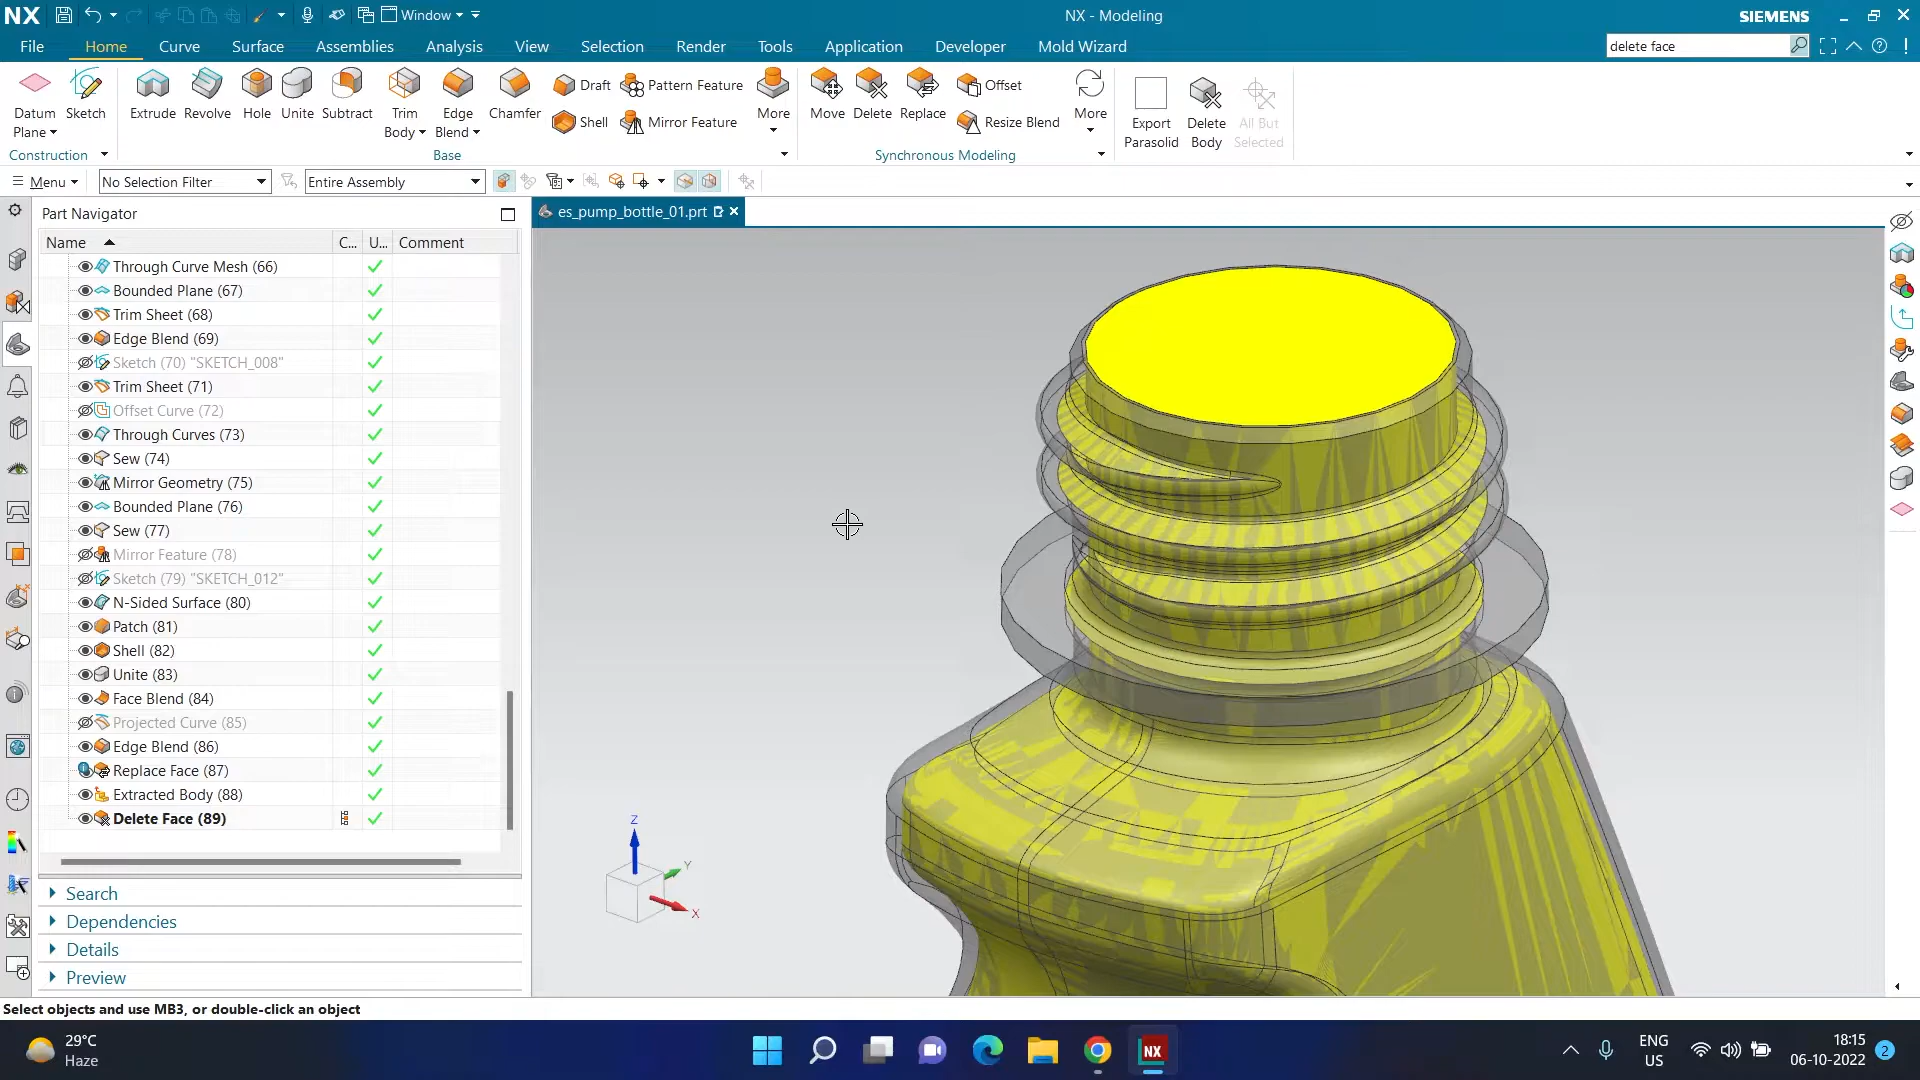 NX Window NX - Modeling SIEMENS
File Home Curve Surface Assemblies Analysis View Selection Render Tools Application Developer Mold Wizard delete face
Datum Plane Sketch Extrude Revolve Hole Unite Subtract Trim Body Edge Blend Chamfer Draft Pattern Feature More Move Delete Replace Offset More Export Parasolid Delete Body All But Selected
Shell Mirror Feature Resize Blend
Construction Base Synchronous Modeling
Menu No Selection Filter Entire Assembly
Part Navigator es_pump_bottle_01.prt
Name C... U... Comment
Through Curve Mesh (66)
Bounded Plane (67)
Trim Sheet (68)
Edge Blend (69)
Sketch (70) "SKETCH_008"
Trim Sheet (71)
Offset Curve (72)
Through Curves (73)
Sew (74)
Mirror Geometry (75)
Bounded Plane (76)
Sew (77)
Mirror Feature (78)
Sketch (79) "SKETCH_012"
N-Sided Surface (80)
Patch (81)
Shell (82)
Unite (83)
Face Blend (84)
Projected Curve (85)
Edge Blend (86)
Replace Face (87)
Extracted Body (88)
Delete Face (89)
Z
Y
X
Search
Dependencies
Details
Preview
Select objects and use MB3, or double-click an object
29°C
Haze
NX
ENG
US
18:15
06-10-2022
2